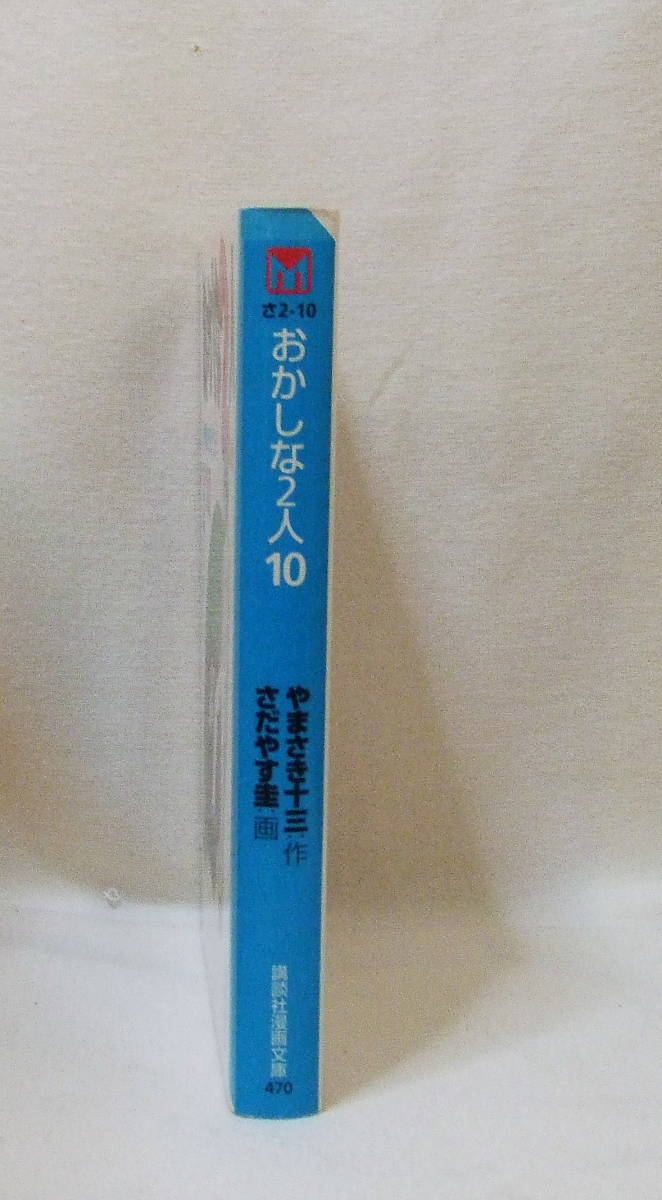 さ2-10
おかしな2人 10
やまさき十三:作
さだやす圭:画
講談社漫画文庫
470